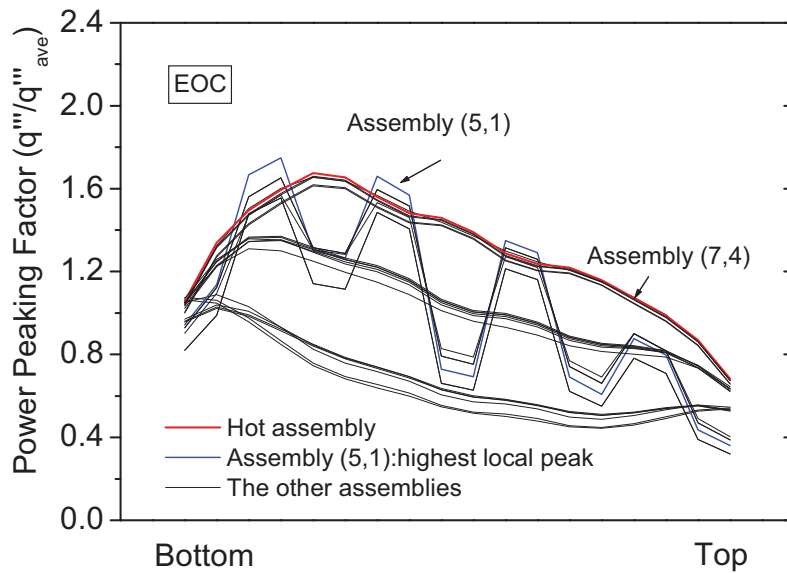 Power Peaking Factor (q'''/q'''ave)
2.4
2.0
1.6
1.2
0.8
0.4
0.0
EOC
Assembly (5,1)
Assembly (7,4)
Hot assembly
Assembly (5,1):highest local peak
The other assemblies
Bottom
Top